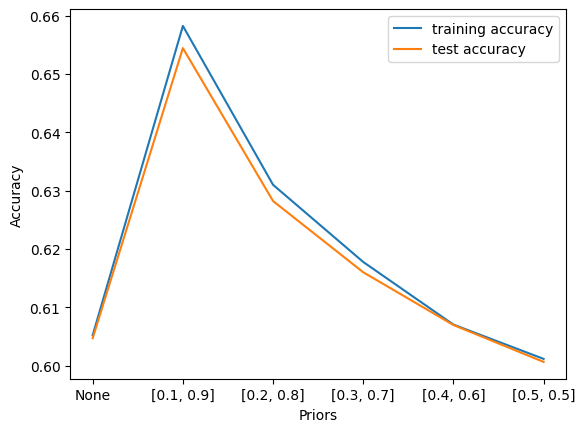 training accuracy
test accuracy
Accuracy
0.66
0.65
0.64
0.63
0.62
0.61
0.60
None [0.1, 0.9] [0.2, 0.8] [0.3, 0.7] [0.4, 0.6] [0.5, 0.5]
Priors